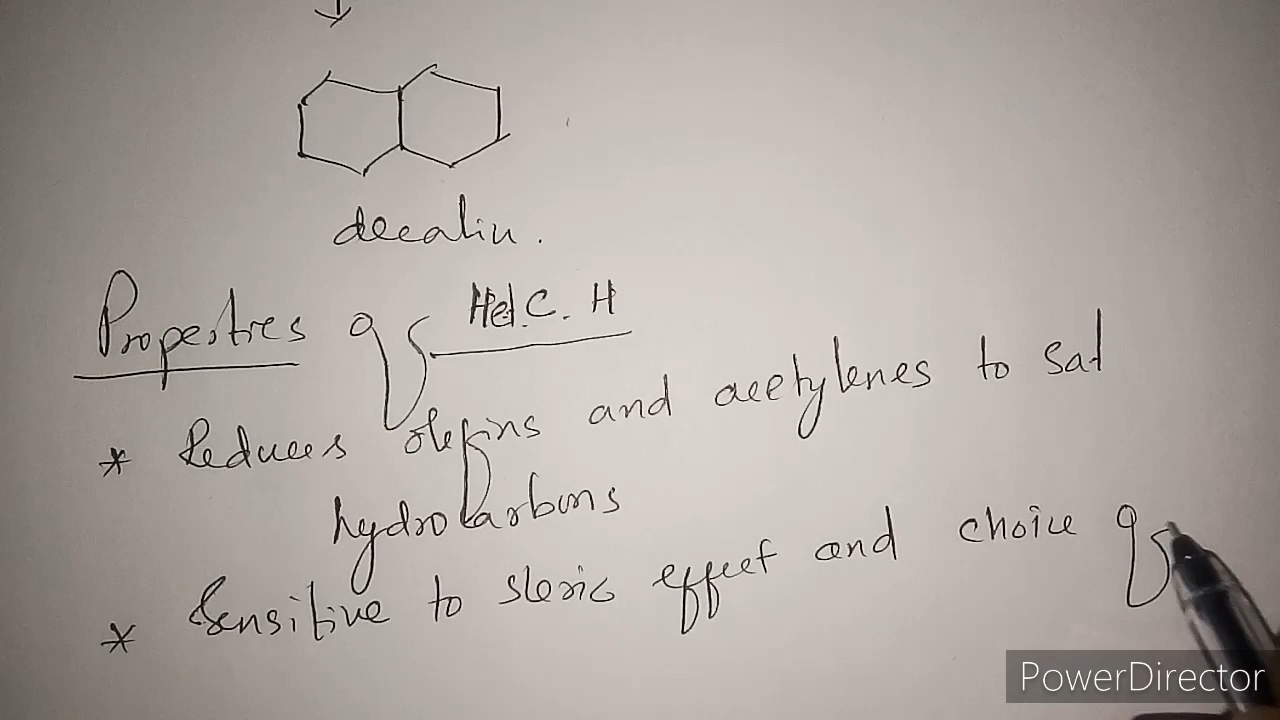 decalin.
Properties of Het. C. H
* Reduces olefins and acetylenes to sat
hydrocarbons
* Sensitive to steric effect and choice of
PowerDirector